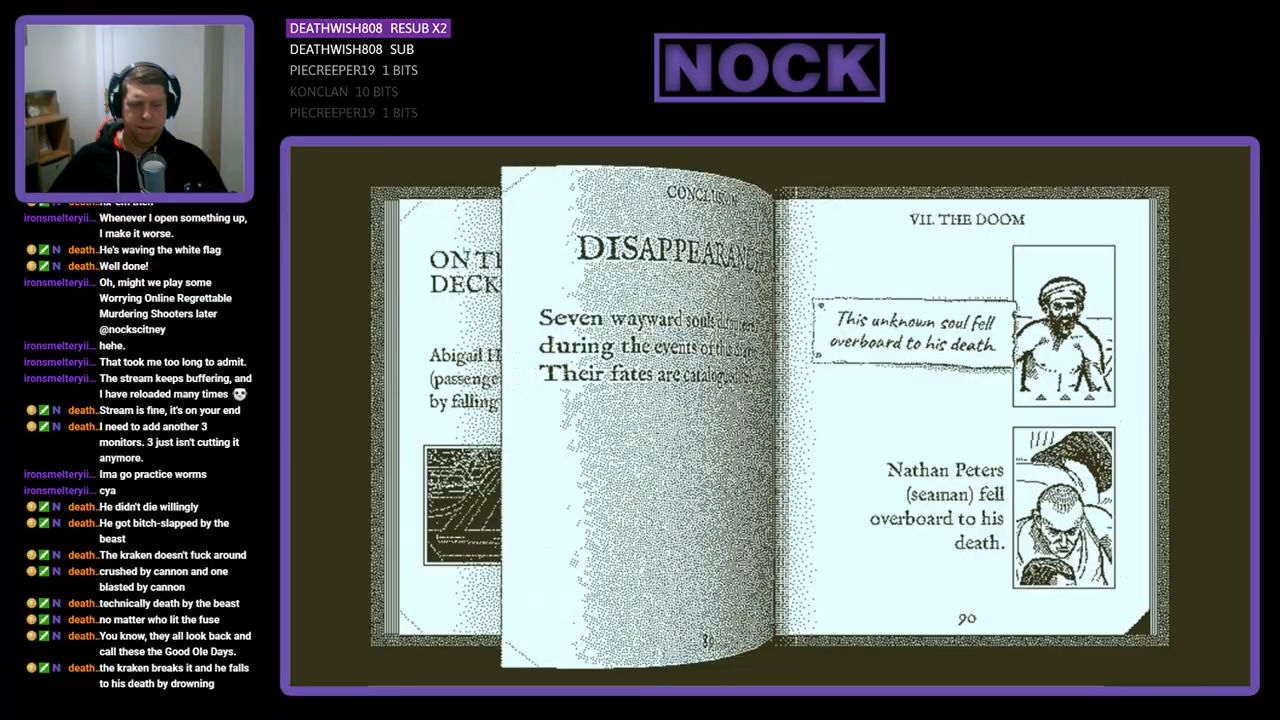 DEATHWISH808 RESUB X2
DEATHWISH808 SUB
PIECREEPER19 1 BITS
KONCLAN 10 BITS
PIECREEPER19 1 BITS
NOCK
ironsmelteryii... Whenever I open something up,
I make it worse.
N death.. He's waving the white flag
N death.. Well done!
ironsmelteryii... Oh, might we play some
Worrying Online Regrettable
Murdering Shooters later
@nockscitney
ironsmelteryii... hehe.
ironsmelteryii... That took me too long to admit.
ironsmelteryii... The stream keeps buffering, and
I have reloaded many times
N death.. Stream is fine, it's on your end
N death.. I need to add another 3
monitors. 3 just isn't cutting it
anymore.
ironsmelteryii... Ima go practice worms
ironsmelteryii... cya
N death.. He didn't die willingly
N death.. He got bitch-slapped by the
beast
N death.. The kraken doesn't fuck around
N death.. crushed by cannon and one
blasted by cannon
N death.. technically death by the beast
N death.. no matter who lit the fuse
N death.. You know, they all look back and
call these the Good Ole Days.
N death.. the kraken breaks it and he falls
to his death by drowning
ON T
DECK
Abigail H
(passenge
by falling
CONCLUSION
DISAPPEARANCE
Seven wayward souls
during the events of
Their fates are
89
VII. THE DOOM
This unknown soul fell
overboard to his death
Nathan Peters
(seaman) fell
overboard to his
death.
90